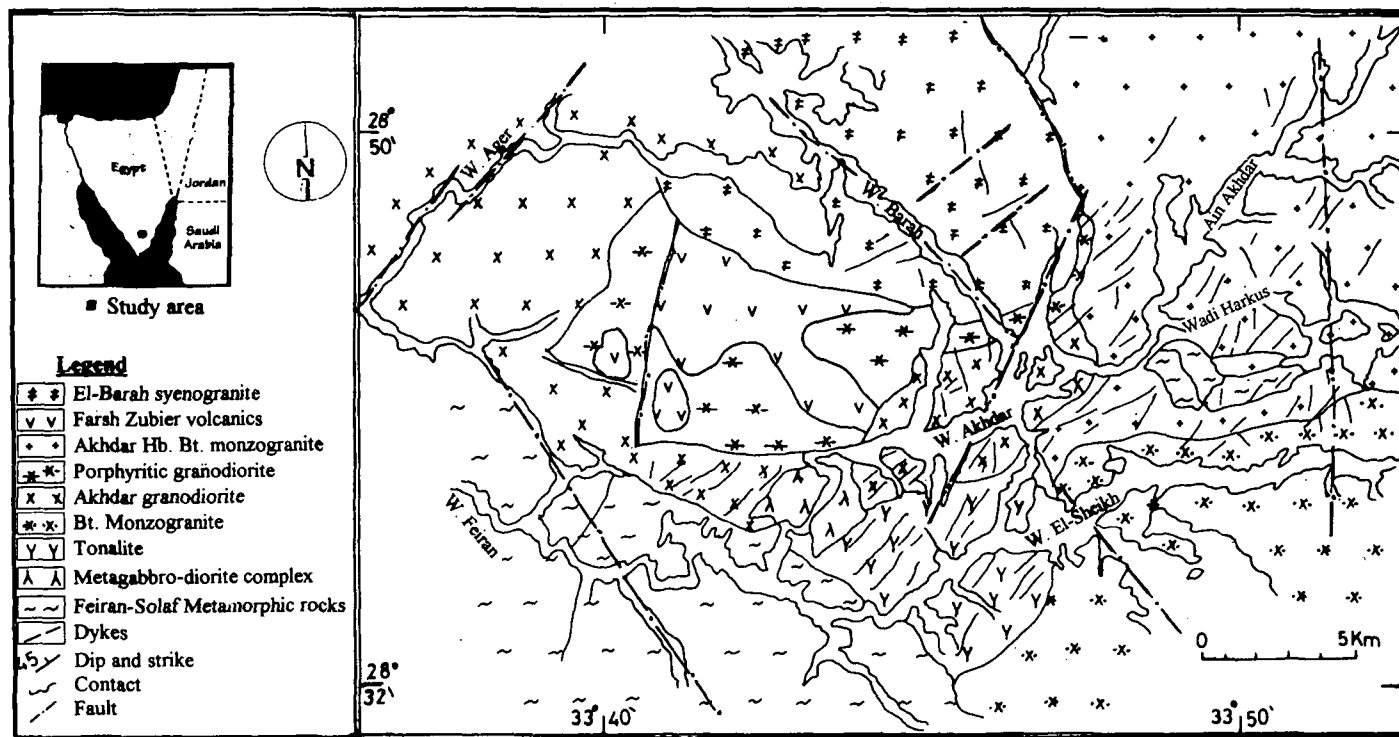 Egypt
Jordan
Saudi
Arabia
Study area
N
Legend
El-Barah syenogranite
Farsh Zubier volcanics
Akhdar Hb. Bt. monzogranite
Porphyritic granodiorite
Akhdar granodiorite
Bt. Monzogranite
Tonalite
Metagabbro-diorite complex
Feiran-Solaf Metamorphic rocks
Dykes
45
Dip and strike
Contact
Fault
28°
50'
W. Ager
W. Barah
Ain Akhdar
Wadi Harkus
W. Akhdar
W. Feiran
W. El-Sheikh
0 5Km
28°
32'
33° 40'
33° 50'